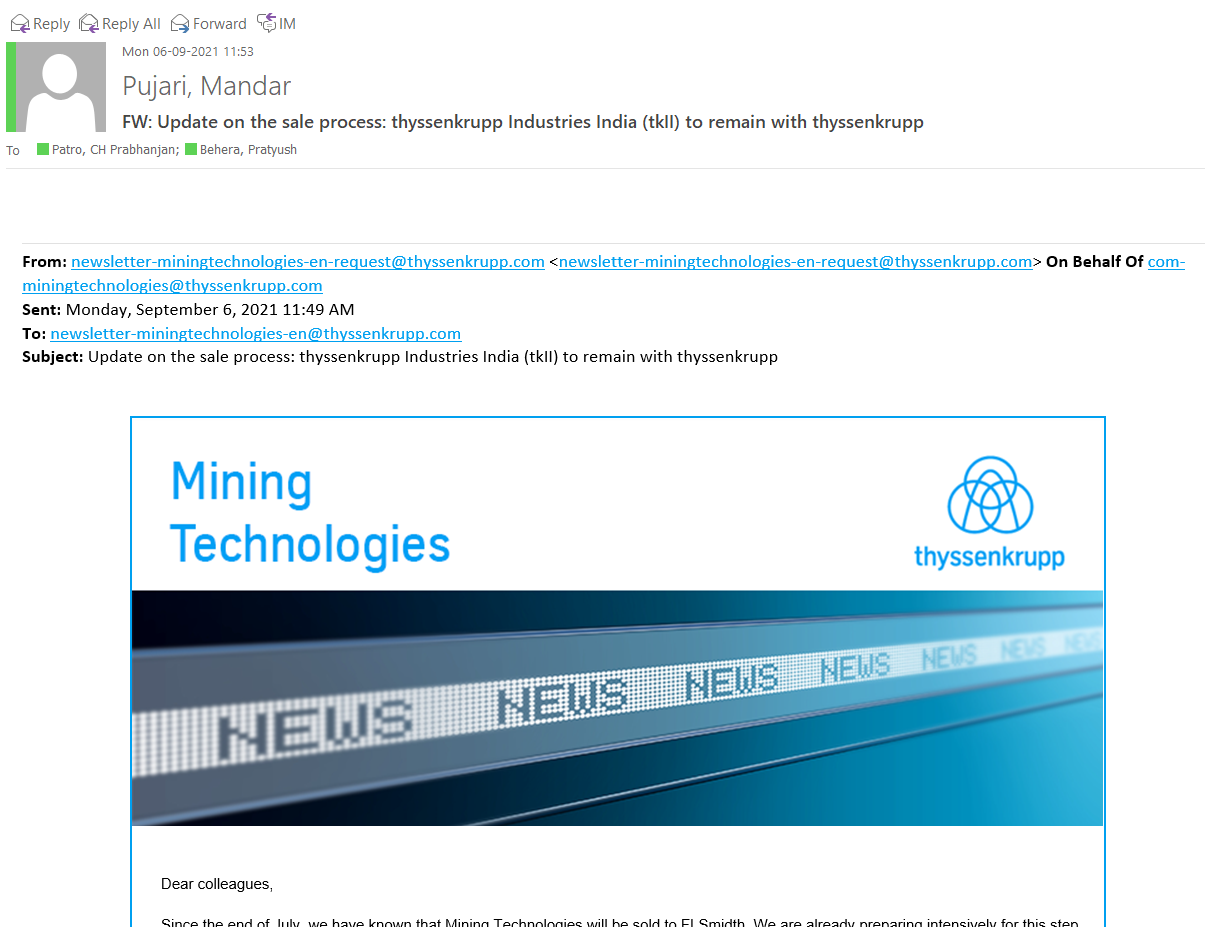 Reply Reply All Forward IM
Mon 06-09-2021 11:53
Pujari, Mandar
FW: Update on the sale process: thyssenkrupp Industries India (tkII) to remain with thyssenkrupp
To Patro, CH Prabhanjan; Behera, Pratyush
From: newsletter-miningtechnologies-en-request@thyssenkrupp.com <newsletter-miningtechnologies-en-request@thyssenkrupp.com> On Behalf Of com-
miningtechnologies@thyssenkrupp.com
Sent: Monday, September 6, 2021 11:49 AM
To: newsletter-miningtechnologies-en@thyssenkrupp.com
Subject: Update on the sale process: thyssenkrupp Industries India (tkII) to remain with thyssenkrupp
Mining
Technologies
thyssenkrupp
NEWS NEWS NEWS NEWS NEWS NEWS NEWS
Dear colleagues,
Since the end of July, we have known that Mining Technologies will be sold to FLSmidth. We are already preparing intensively for this step